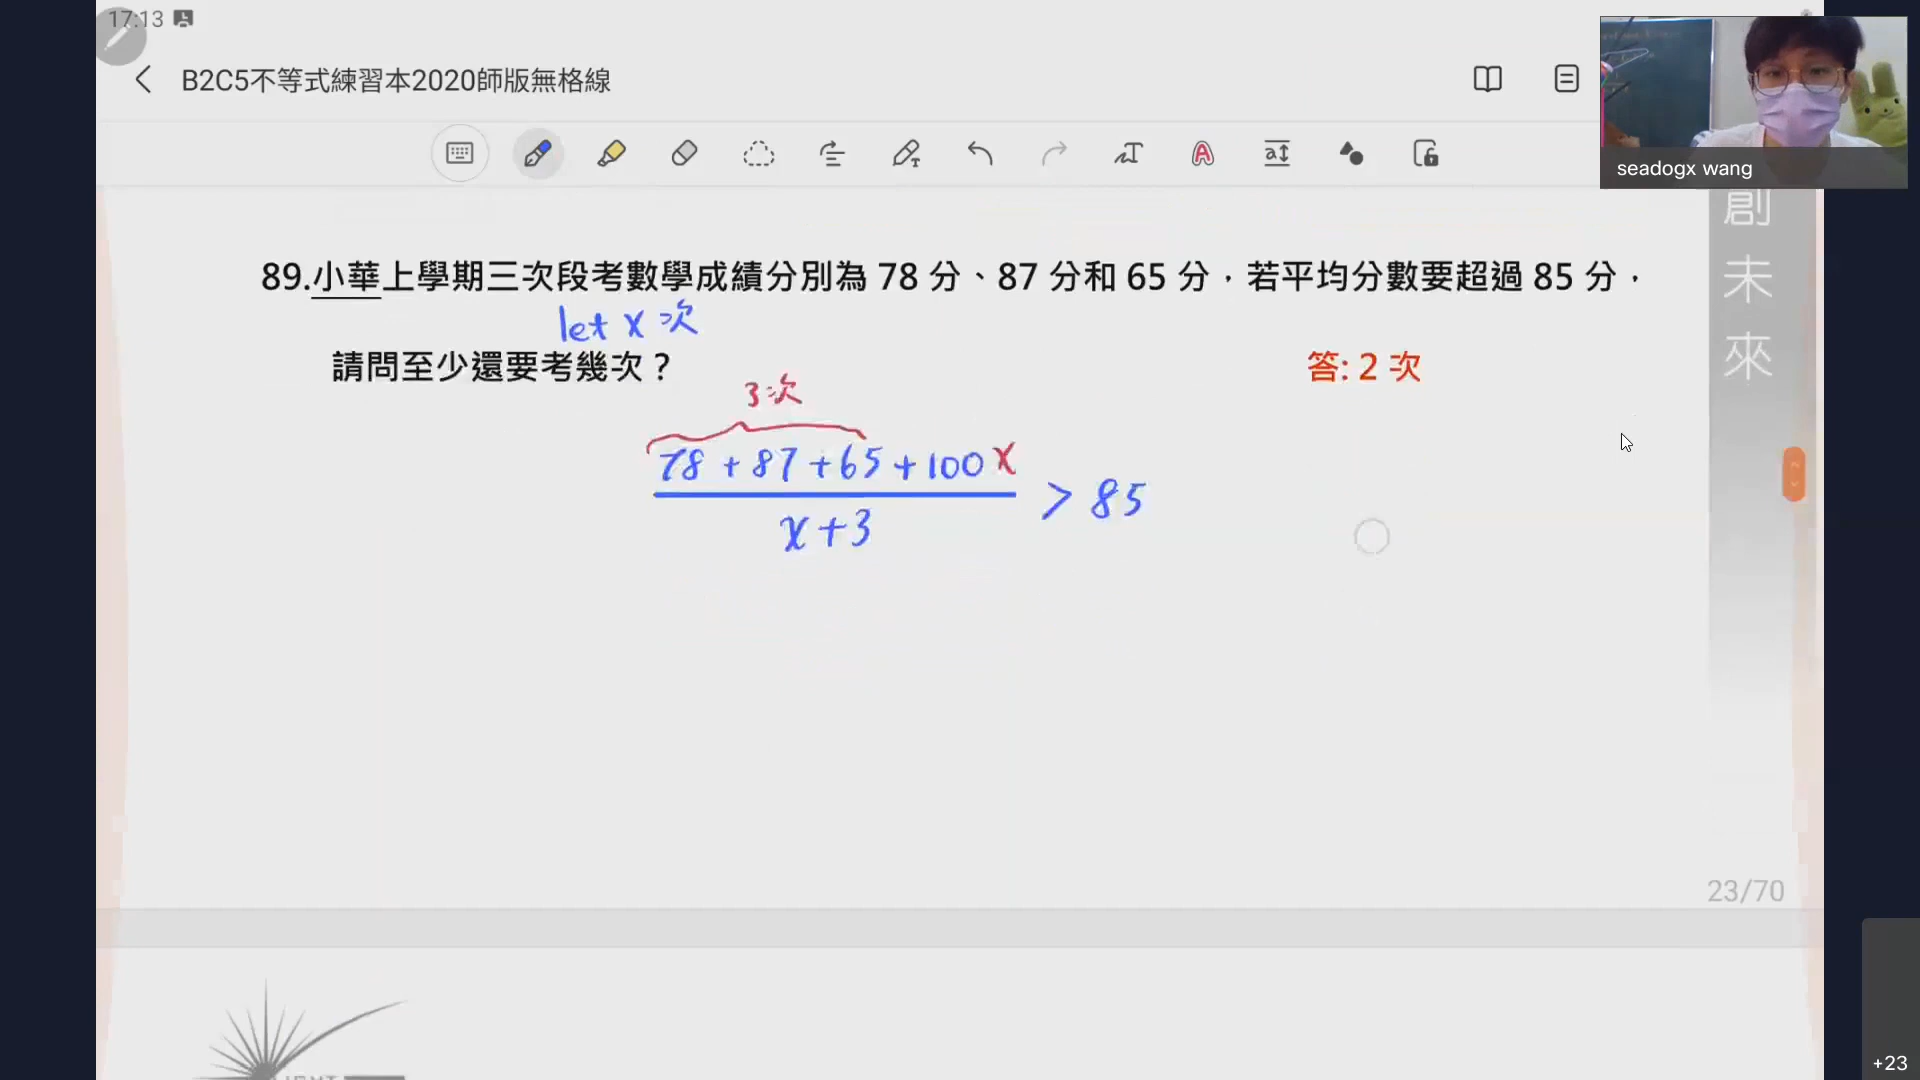 17:13
B2C5不等式練習本2020師版無格線
seadogx wang
創未來
89.小華上學期三次段考數學成績分別為 78 分、87 分和 65 分，若平均分數要超過 85 分，
let x 次
請問至少還要考幾次？
答: 2 次
3次
78 + 87 + 65 + 100 x
x + 3
> 85
23/70
+23